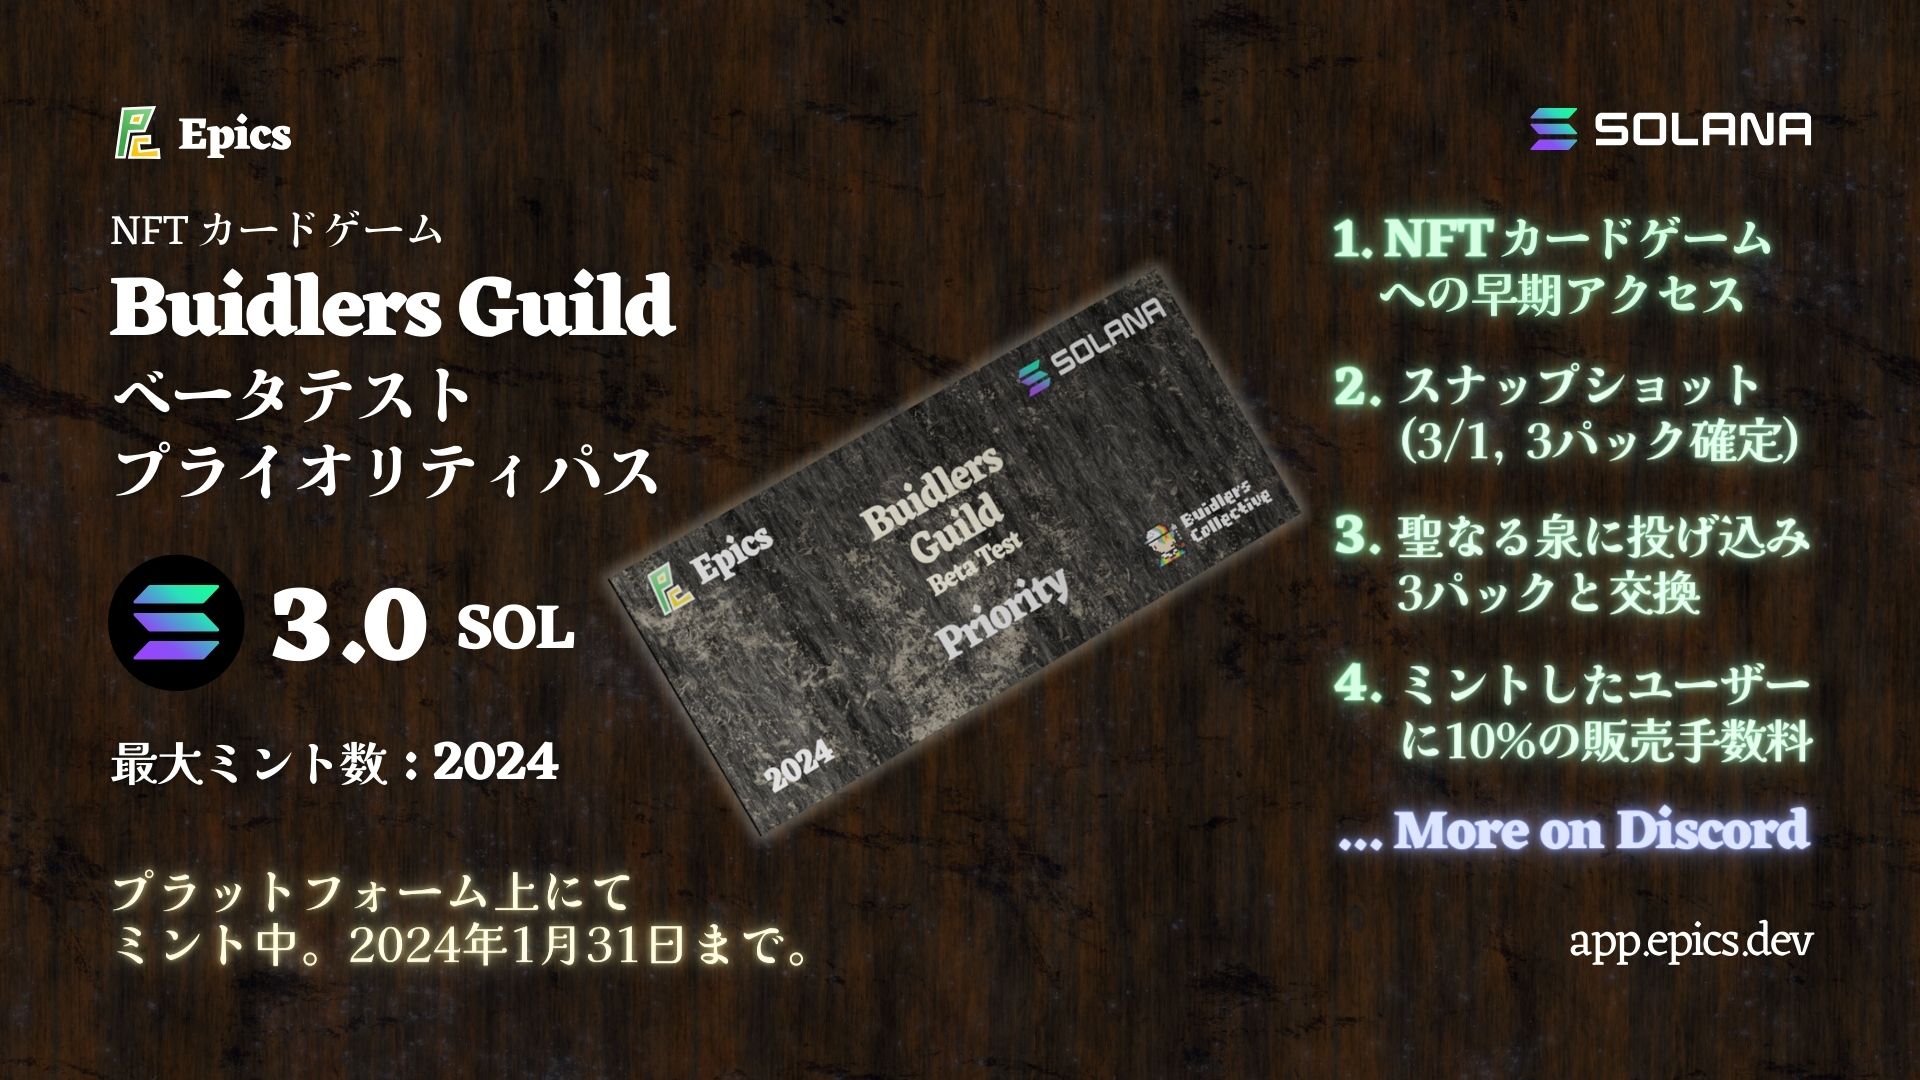 Epics
NFT カードゲーム
Buidlers Guild
ベータテスト
プライオリティパス
3.0 SOL
最大ミント数：2024
プラットフォーム上にて
ミント中。2024年1月31日まで。
SOLANA
Buidlers
Guild
Beta Test
Priority
Epics
2024
Buidlers
Collective
SOLANA
1. NFTカードゲーム
への早期アクセス
2. スナップショット
(3/1, 3パック確定)
3. 聖なる泉に投げ込み
3パックと交換
4. ミントしたユーザー
に10%の販売手数料
... More on Discord
app.epics.dev